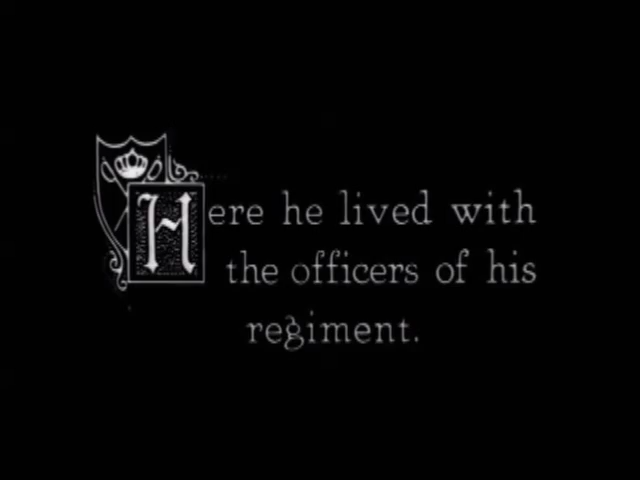 Here he lived with
the officers of his
regiment.